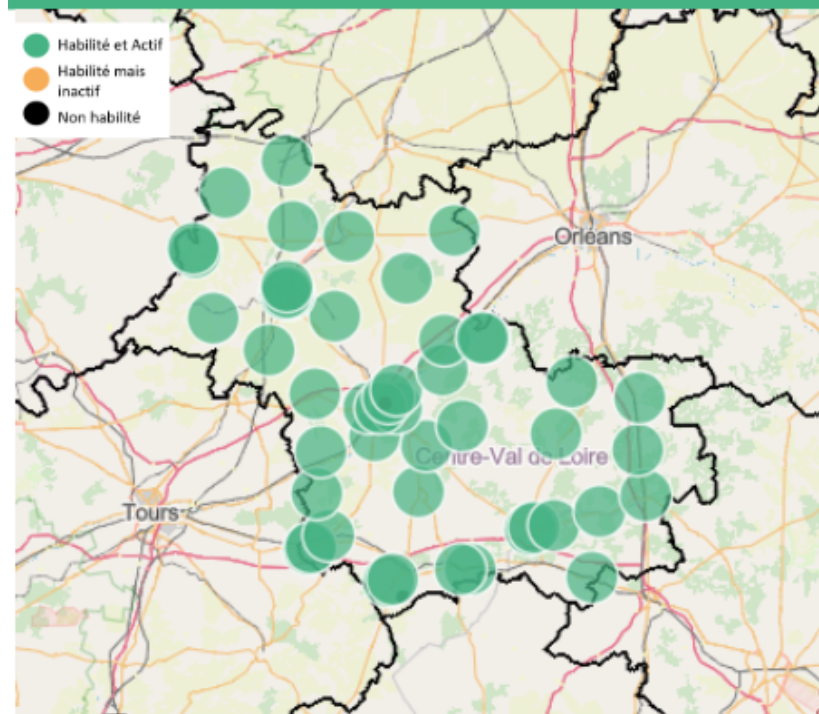 Habilité et Actif
Habilité mais
inactif
Non habilité
Orléans
Centre-Val de Loire
Tours